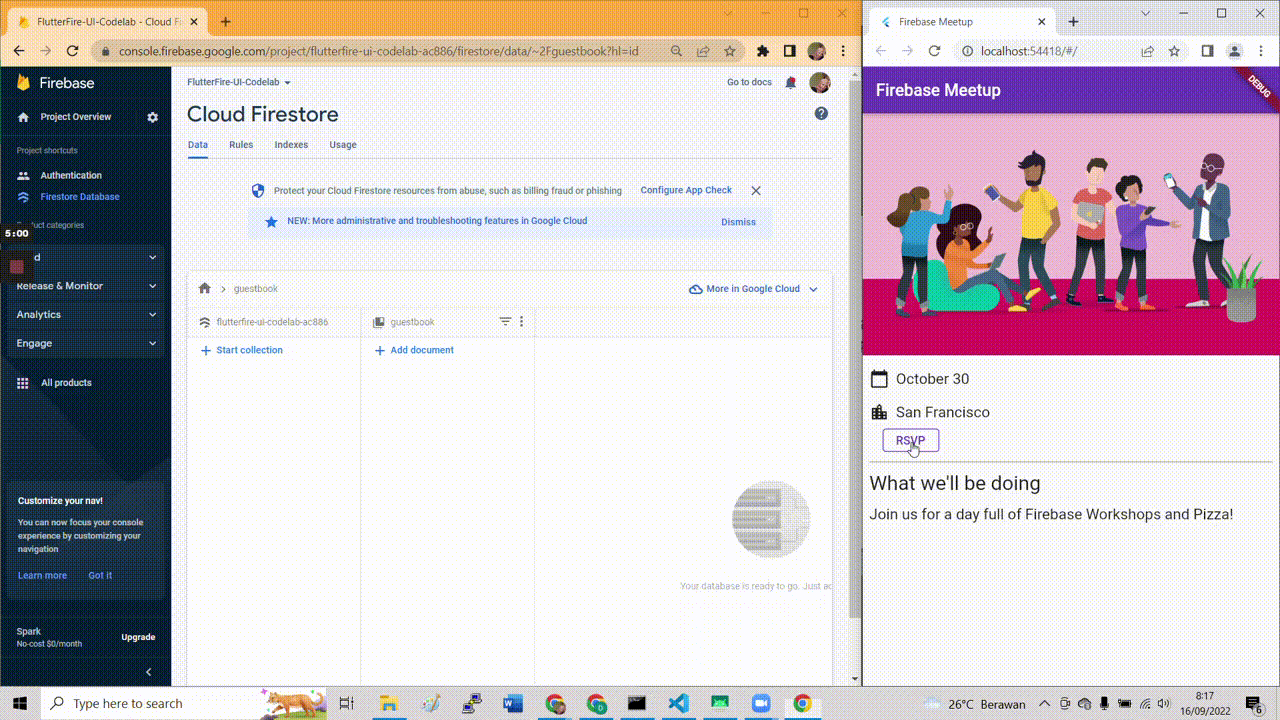 FlutterFire-UI-Codelab - Cloud Fi
console.firebase.google.com/project/flutterfire-ui-codelab-ac886/firestore/data/~2Fguestbook?hl=id
Firebase
Project Overview
Project shortcuts
Authentication
Firestore Database
uct categories
5:00
d
Release & Monitor
Analytics
Engage
All products
Customize your nav!
You can now focus your console
experience by customizing your
navigation
Learn more Got it
Spark
No-cost $0/month
Upgrade
FlutterFire-UI-Codelab
Go to docs
Cloud Firestore
Data Rules Indexes Usage
Protect your Cloud Firestore resources from abuse, such as billing fraud or phishing Configure App Check
NEW: More administrative and troubleshooting features in Google Cloud Dismiss
guestbook
More in Google Cloud
flutterfire-ui-codelab-ac886
guestbook
Start collection
Add document
Your database is ready to go. Just ad
Firebase Meetup
localhost:54418/#/
Firebase Meetup
DEBUG
October 30
San Francisco
RSVP
What we'll be doing
Join us for a day full of Firebase Workshops and Pizza!
Type here to search
26°C Berawan
8:17
16/09/2022
6